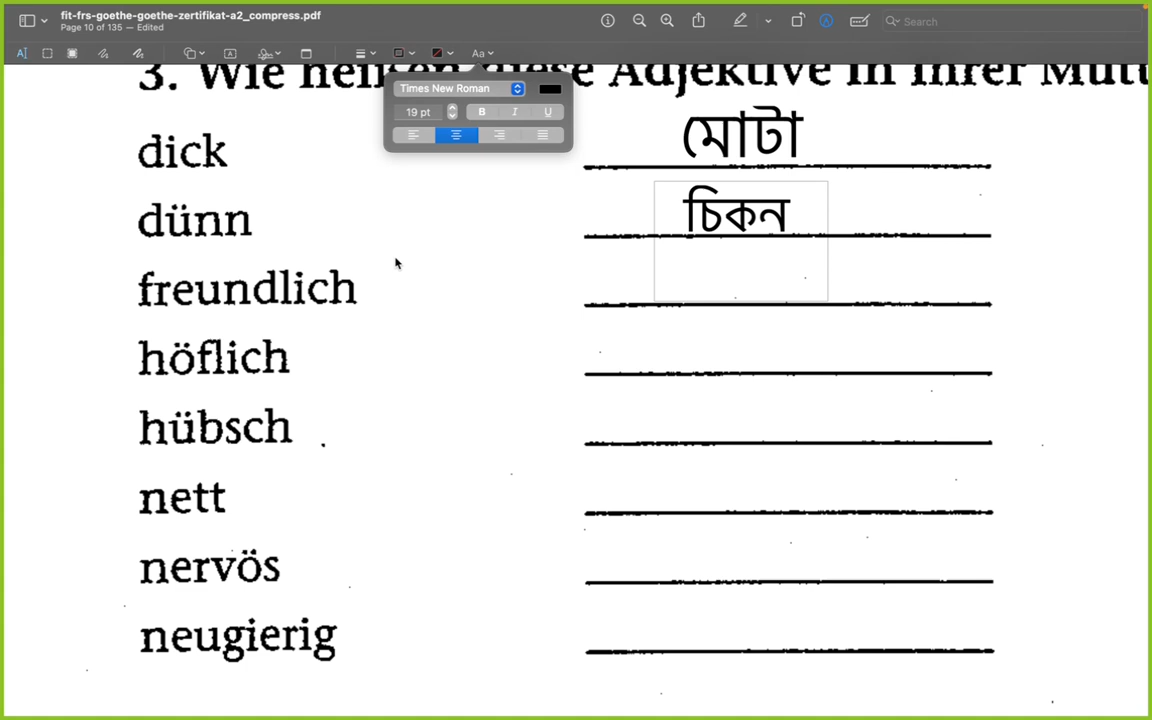 fit-frs-goethe-goethe-zertifikat-a2_compress.pdf
Page 10 of 135 — Edited
Search
Aa
3. Wie heißen diese Adjektive in Ihrer
Times New Roman
19 pt
B I U
dick মোটা
dünn চিকন
freundlich
höflich
hübsch
nett
nervös
neugierig